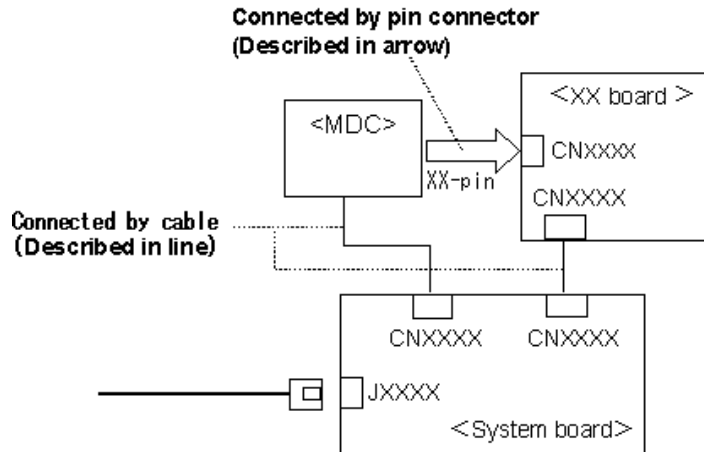 Connected by pin connector
(Described in arrow)
<XX board >
<MDC>
CNXXXX
XX-pin
CNXXXX
Connected by cable
(Described in line)
CNXXXX
CNXXXX
JXXXX
<System board>